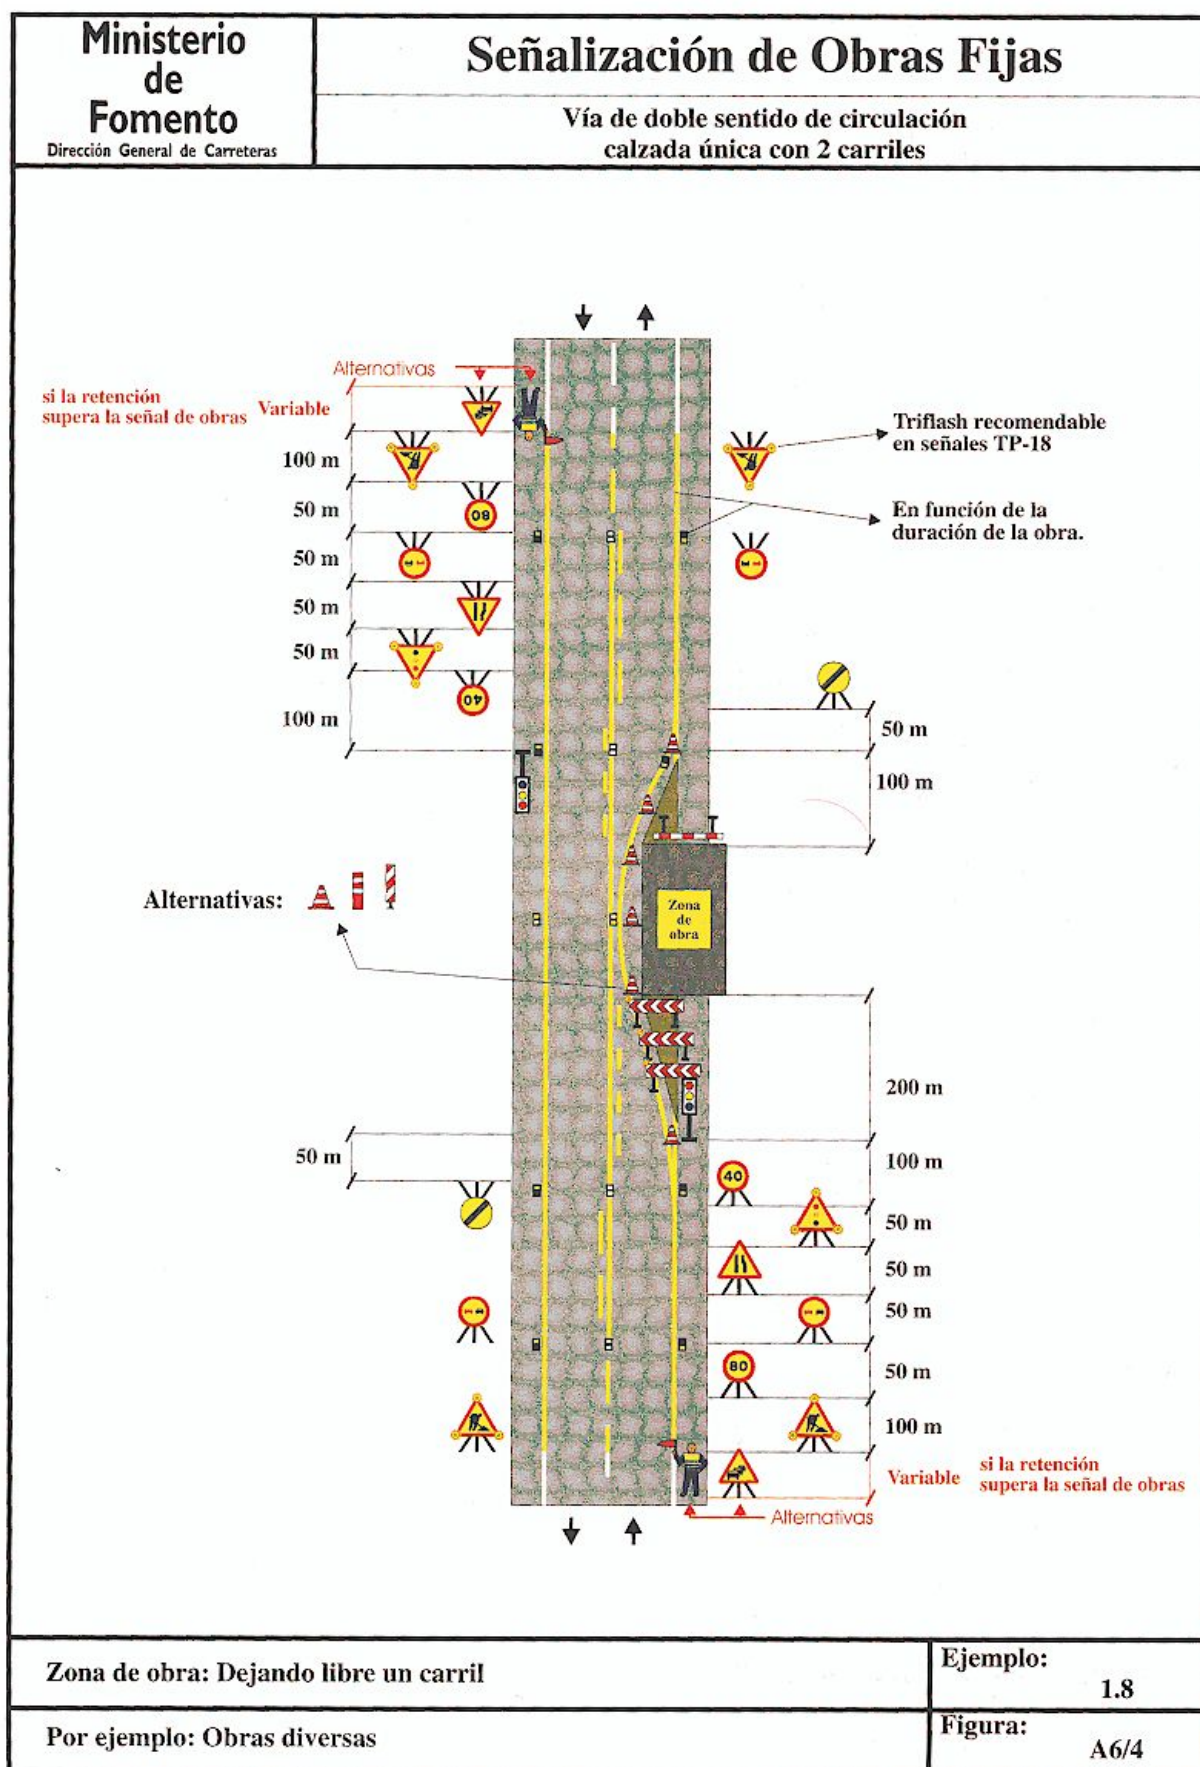 Ministerio
de
Fomento
Dirección General de Carreteras
Señalización de Obras Fijas
Vía de doble sentido de circulación
calzada única con 2 carriles
Alternativas
si la retención
supera la señal de obras
Variable
100 m
50 m
80
50 m
50 m
50 m
40
100 m
Triflash recomendable
en señales TP-18
En función de la
duración de la obra.
50 m
100 m
Alternativas:
Zona
de
obra
200 m
50 m
40
100 m
50 m
50 m
50 m
80
50 m
100 m
Variable
si la retención
supera la señal de obras
Alternativas
Zona de obra: Dejando libre un carril
Ejemplo:
1.8
Por ejemplo: Obras diversas
Figura:
A6/4